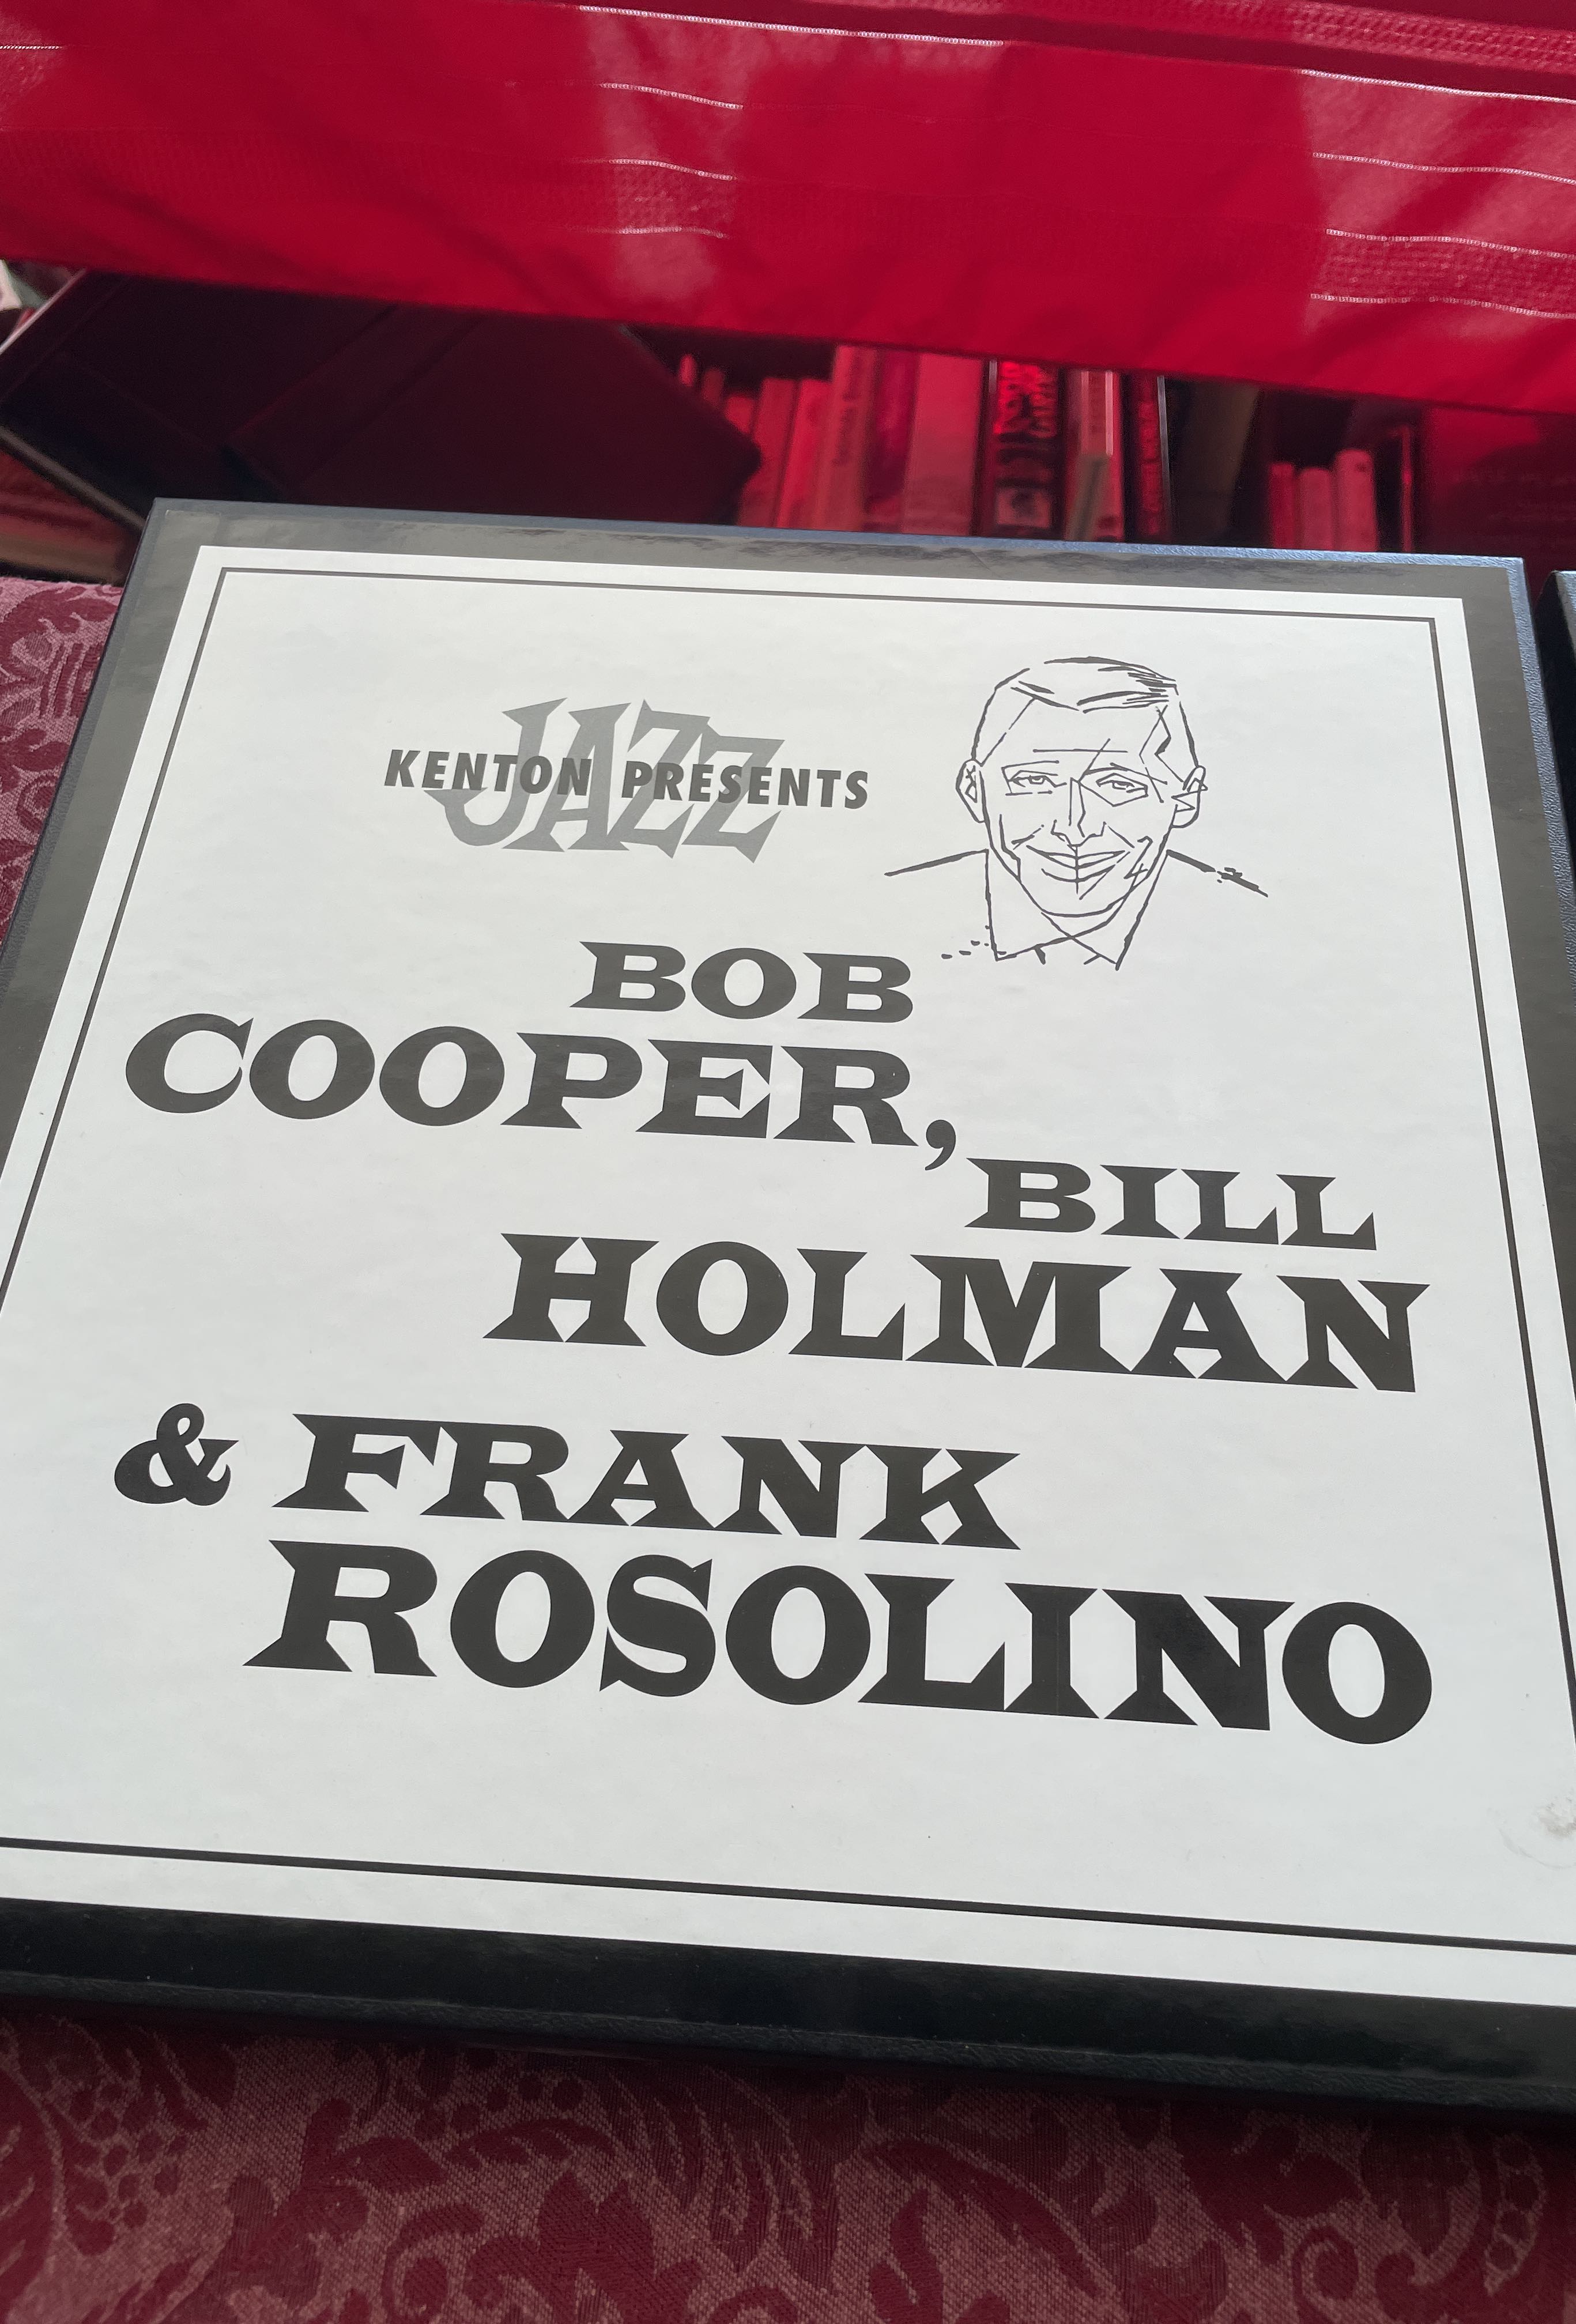 JAZZ
KENTON PRESENTS
BOB
COOPER,
BILL
HOLMAN
& FRANK
ROSOLINO